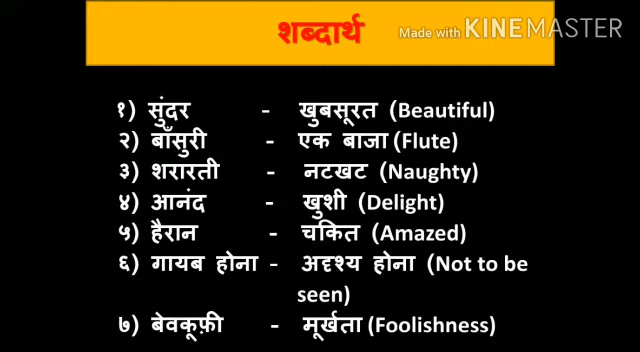 शब्दार्थ
Made with KINEMASTER
१) सुंदर - खुबसूरत (Beautiful)
२) बाँसुरी - एक बाजा (Flute)
३) शरारती - नटखट (Naughty)
४) आनंद - खुशी (Delight)
५) हैरान - चकित (Amazed)
६) गायब होना - अदृश्य होना (Not to be
seen)
७) बेवकूफ़ी - मूर्खता (Foolishness)